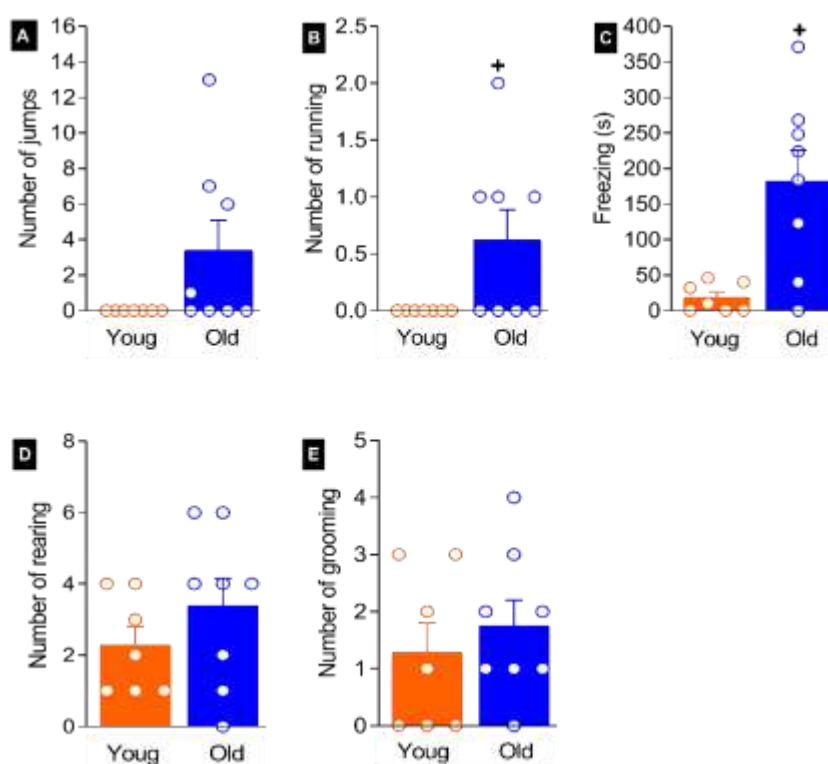 A
Number of jumps
16
14
12
10
8
6
4
2
0
Youg
Old
B
Number of running
2.5
2.0
1.5
1.0
0.5
0.0
+
Youg
Old
C
Freezing (s)
400
350
300
250
200
150
100
50
0
+
Youg
Old
D
Number of rearing
8
6
4
2
0
Youg
Old
E
Number of grooming
5
4
3
2
1
0
Youg
Old